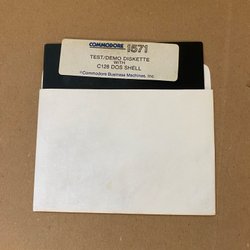 COMMODORE 1571
TEST/DEMO DISKETTE
WITH
C128 DOS SHELL
©Commodore Business Machines, Inc.